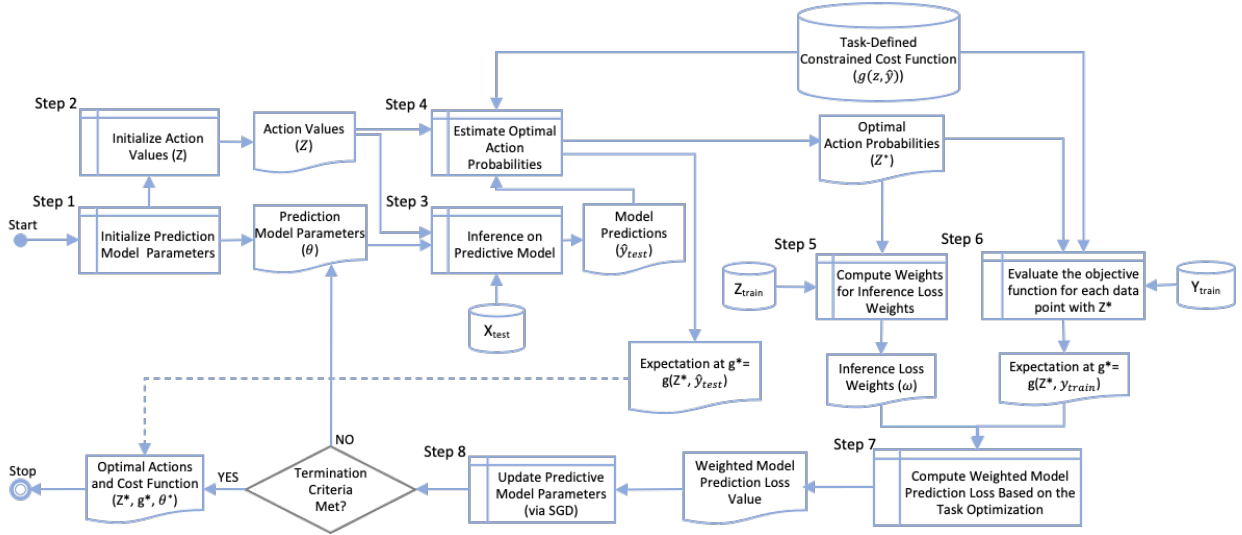 Task-Defined
Constrained Cost Function
(g(z, ŷ))
Step 2
Initialize Action
Values (Z)
Action Values
(Z)
Step 4
Estimate Optimal
Action
Probabilities
Optimal
Action Probabilities
(Z*)
Step 1
Start
Initialize Prediction
Model Parameters
Prediction
Model Parameters
(θ)
Step 3
Inference on
Predictive Model
Model
Predictions
(ŷtest)
Xtest
Step 5
Ztrain
Compute Weights
for Inference Loss
Weights
Step 6
Evaluate the objective
function for each data
point with Z*
Ytrain
Expectation at g*=
g(Z*, ŷtest)
Inference Loss
Weights (ω)
Expectation at g*=
g(Z*, ytrain)
Stop
Optimal Actions
and Cost Function
(Z*, g*, θ*)
YES
NO
Termination
Criteria
Met?
Step 8
Update Predictive
Model Parameters
(via SGD)
Weighted Model
Prediction Loss
Value
Step 7
Compute Weighted Model
Prediction Loss Based on the
Task Optimization